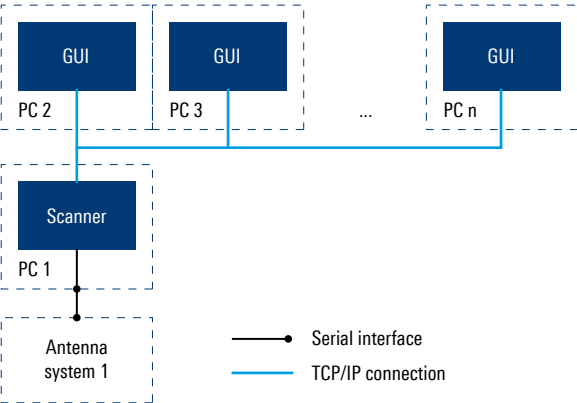 GUI
GUI
GUI
PC 2
PC 3
...
PC n
Scanner
PC 1
Antenna
system 1
Serial interface
TCP/IP connection